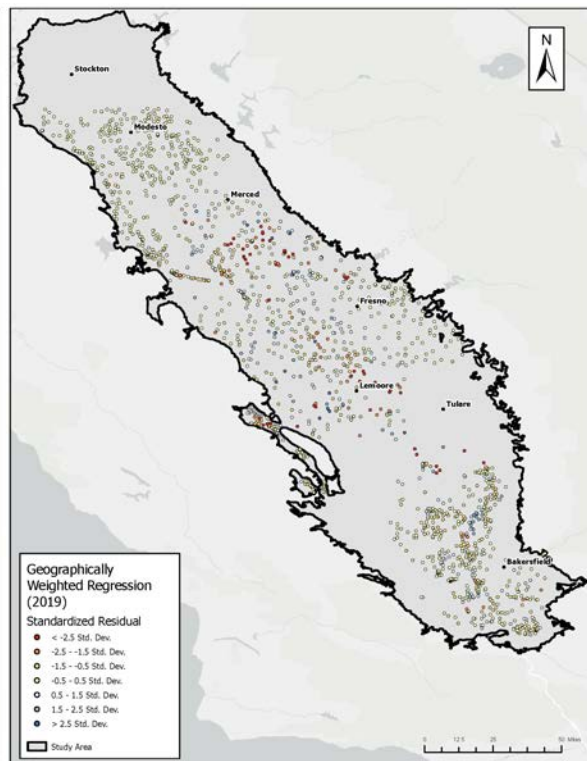 N
Stockton
Modesto
Merced
Fresno
Lemoore
Tulare
Bakersfield
Geographically
Weighted Regression
(2019)
Standardized Residual
< -2.5 Std. Dev.
-2.5 - -1.5 Std. Dev.
-1.5 - -0.5 Std. Dev.
-0.5 - 0.5 Std. Dev.
0.5 - 1.5 Std. Dev.
1.5 - 2.5 Std. Dev.
> 2.5 Std. Dev.
Study Area
0 12.5 25 50 Miles